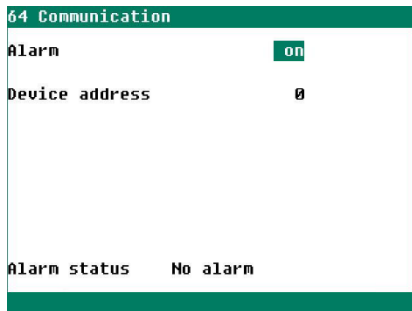 64 Communication
Alarm on
Device address 0
Alarm status No alarm